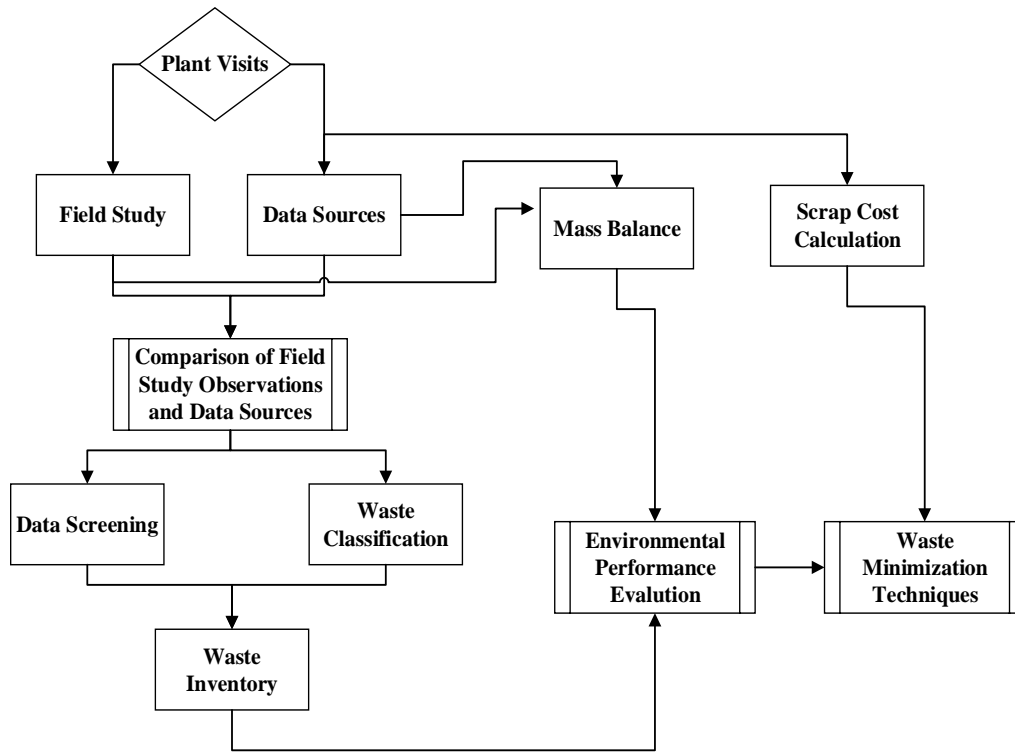 Plant Visits
Field Study
Data Sources
Mass Balance
Scrap Cost
Calculation
Comparison of Field
Study Observations
and Data Sources
Data Screening
Waste
Classification
Environmental
Performance
Evalution
Waste
Minimization
Techniques
Waste
Inventory